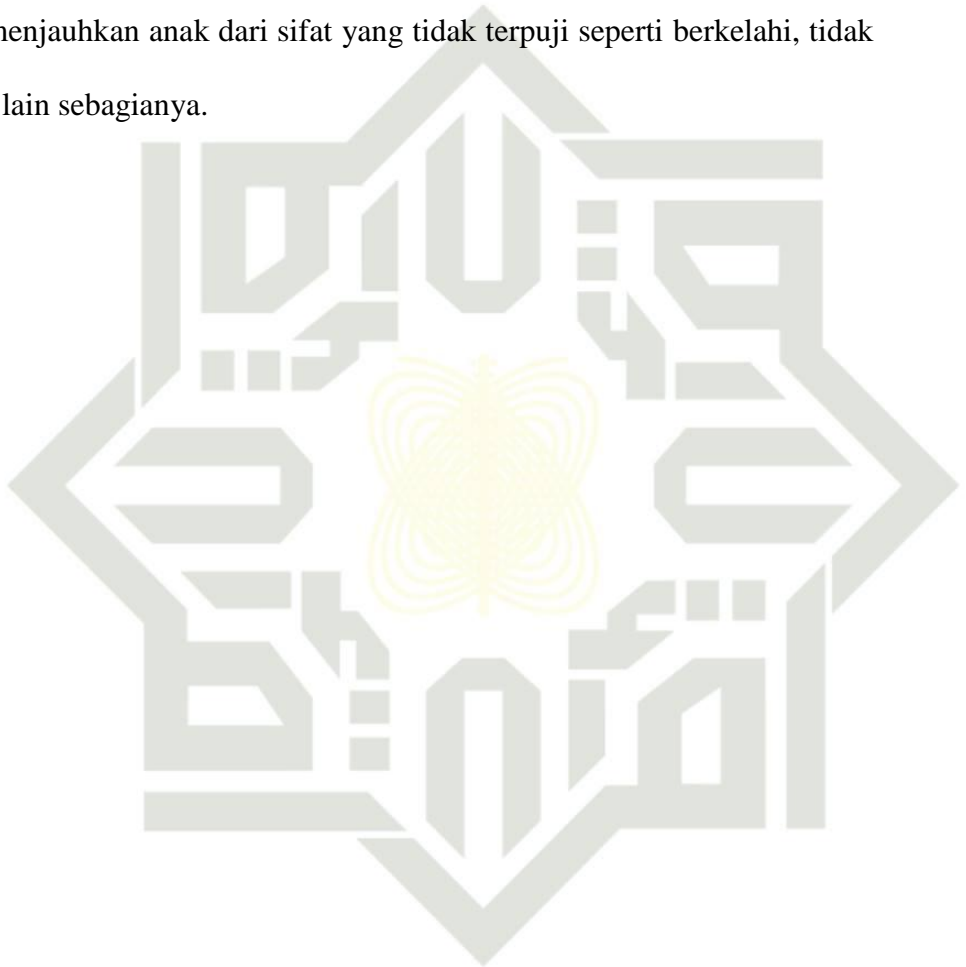 menjauhkan anak dari sifat yang tidak terpuji seperti berkelahi, tidak
lain sebagianya.